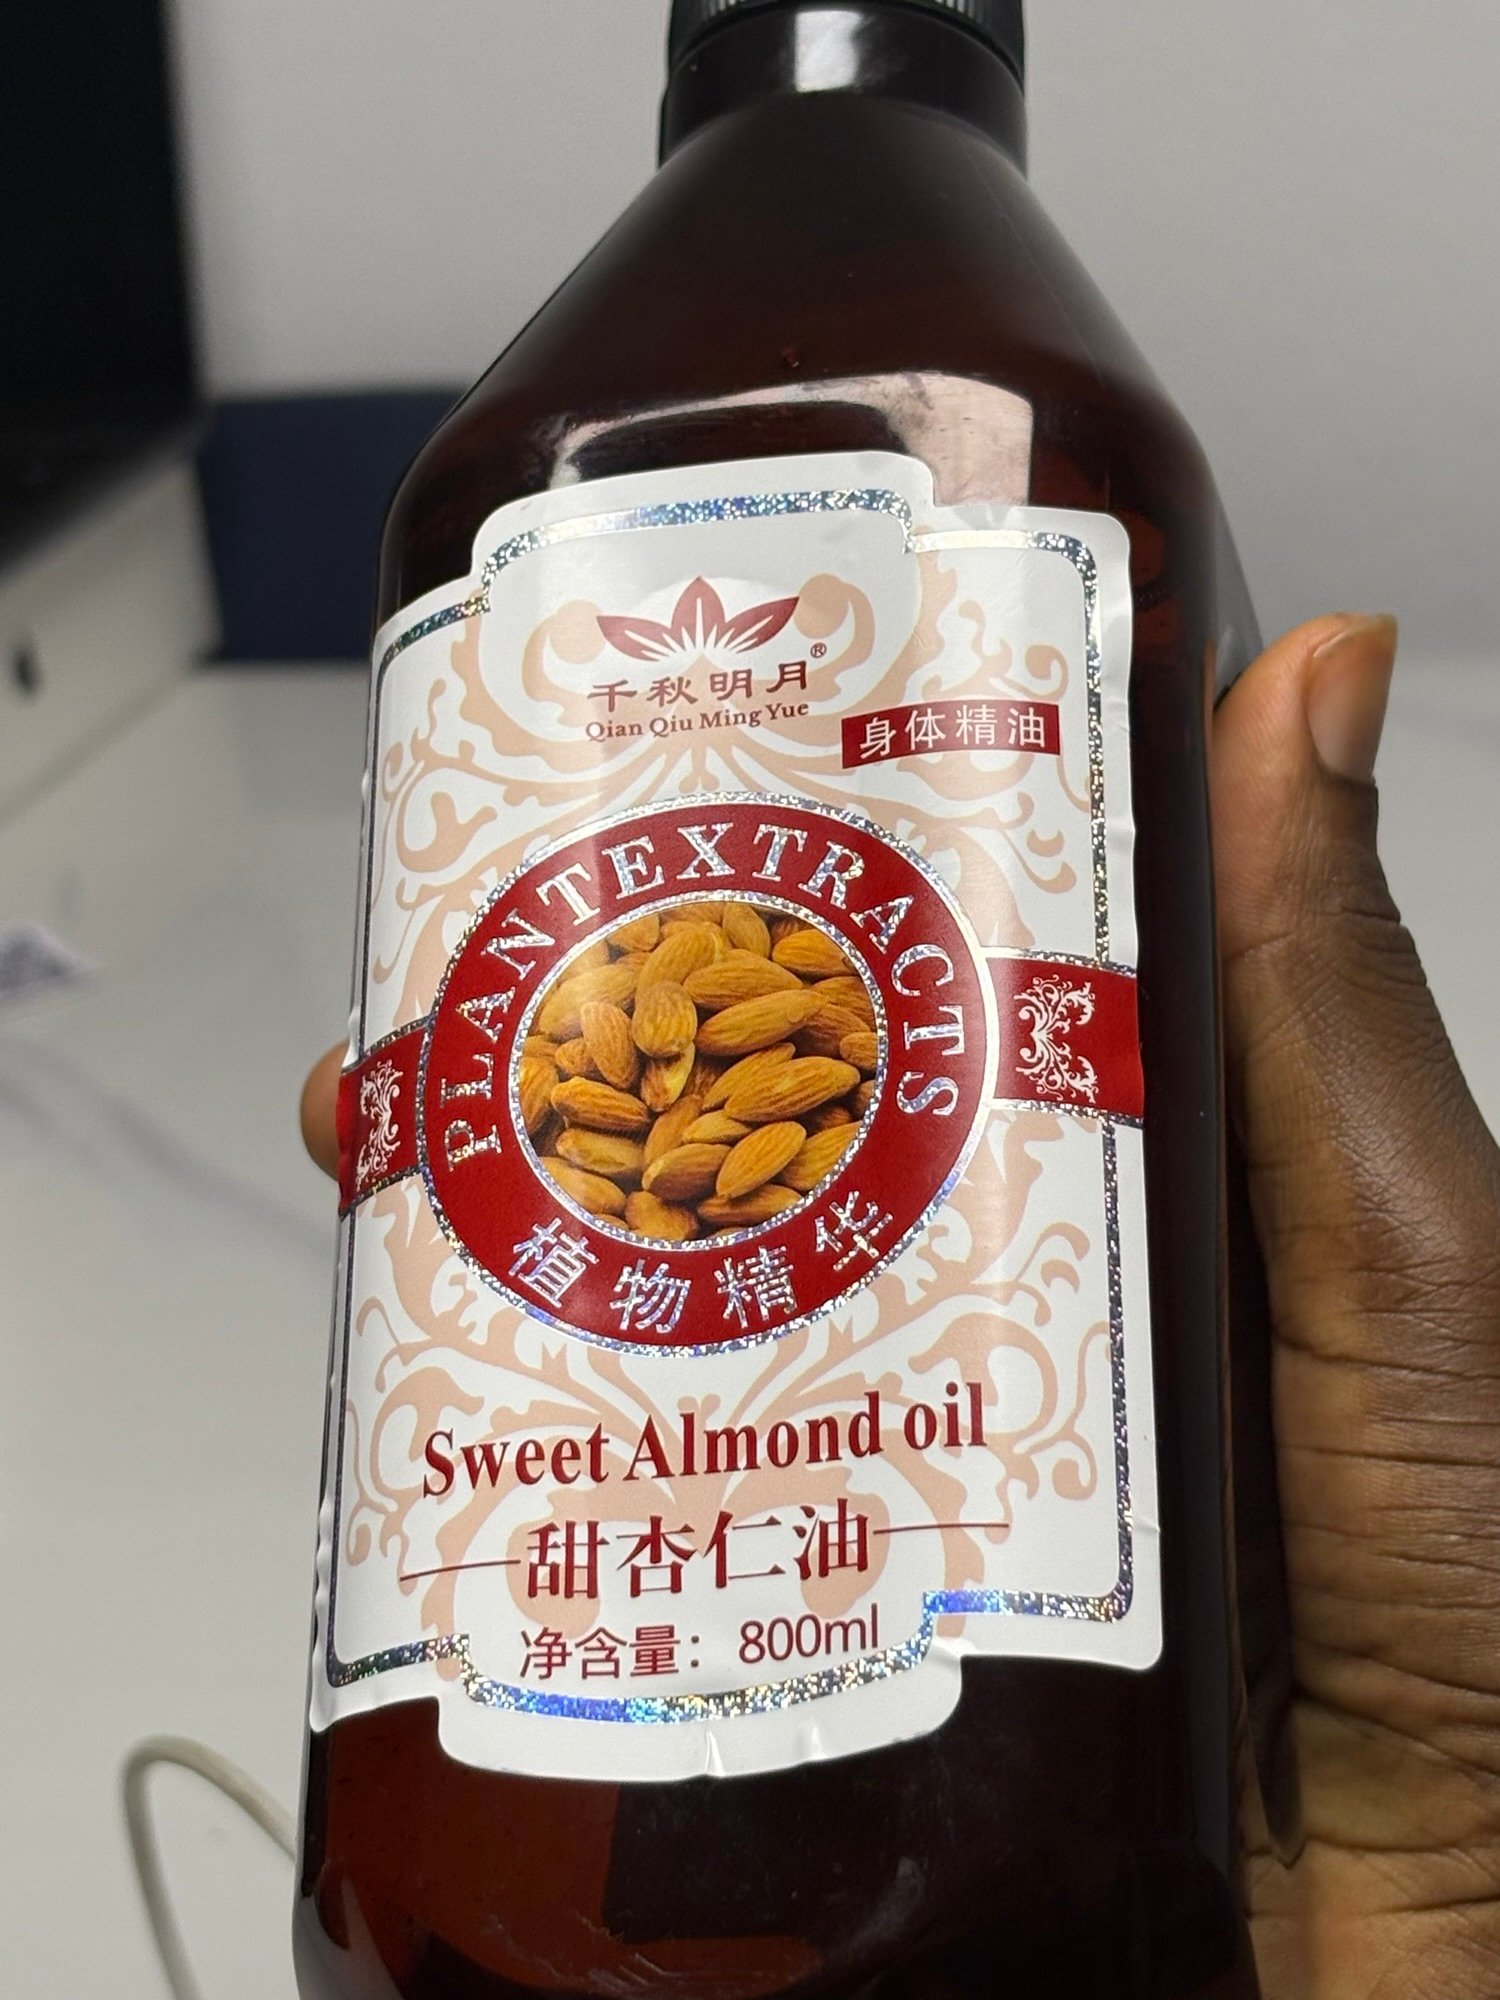 千秋明月®
Qian Qiu Ming Yue
身体精油
PLANTEXTRACTS
植物精华
Sweet Almond oil
甜杏仁油
净含量：800ml